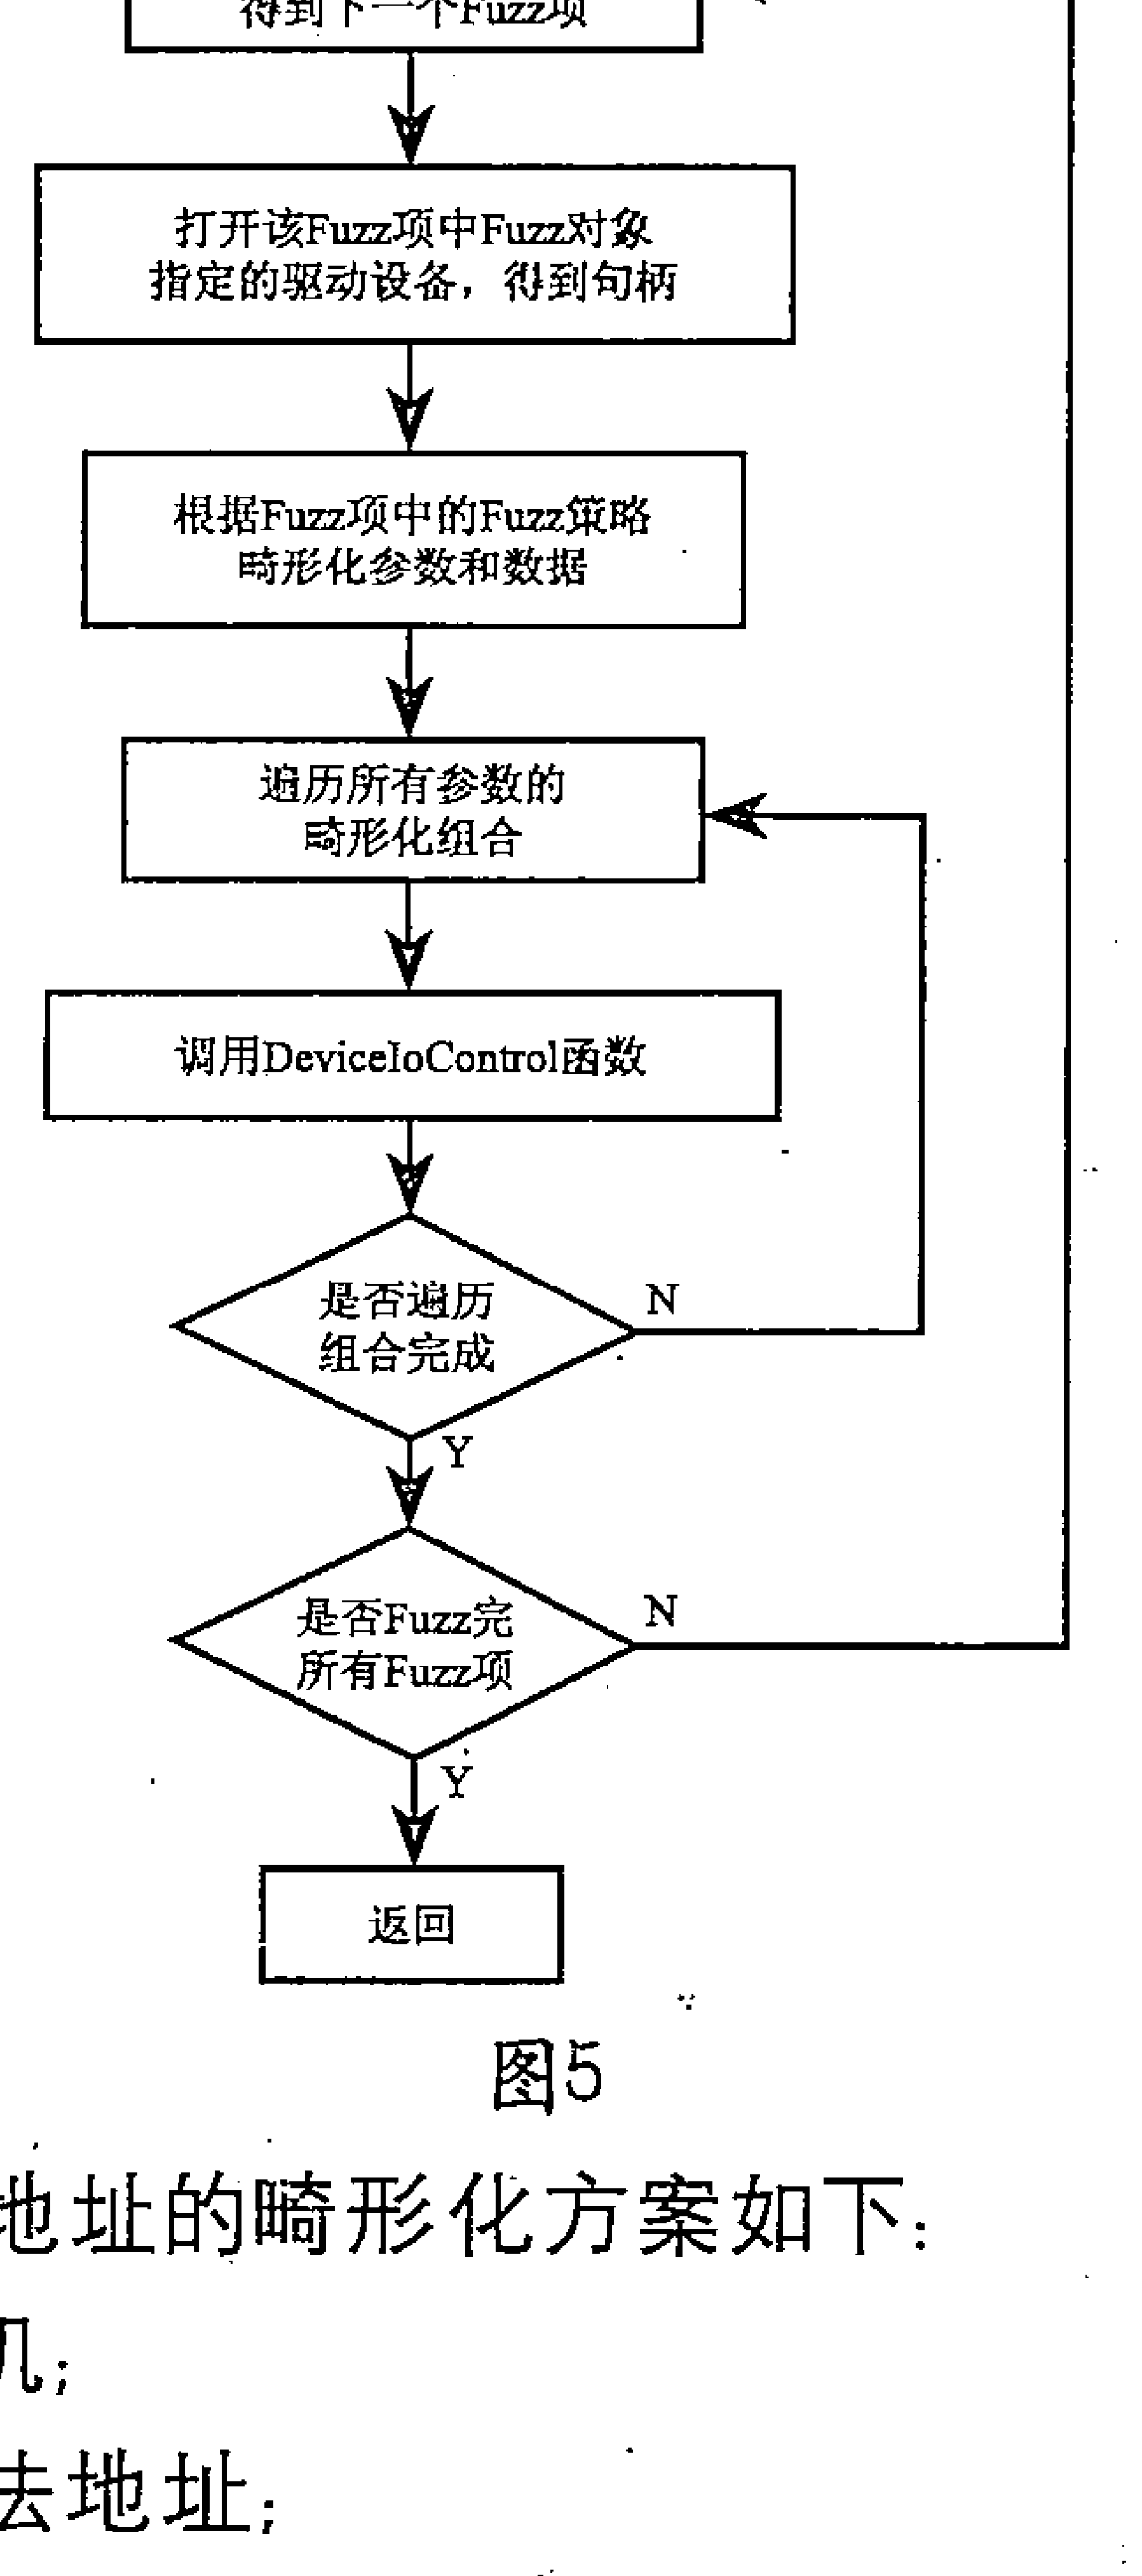 得到下一个Fuzz项
打开该Fuzz项中Fuzz对象
指定的驱动设备，得到句柄
根据Fuzz项中的Fuzz策略
畸形化参数和数据
遍历所有参数的
畸形化组合
调用DeviceIoControl函数
是否遍历
组合完成
N
Y
是否Fuzz完
所有Fuzz项
N
Y
返回
图5
地址的畸形化方案如下：
机；
法地址；